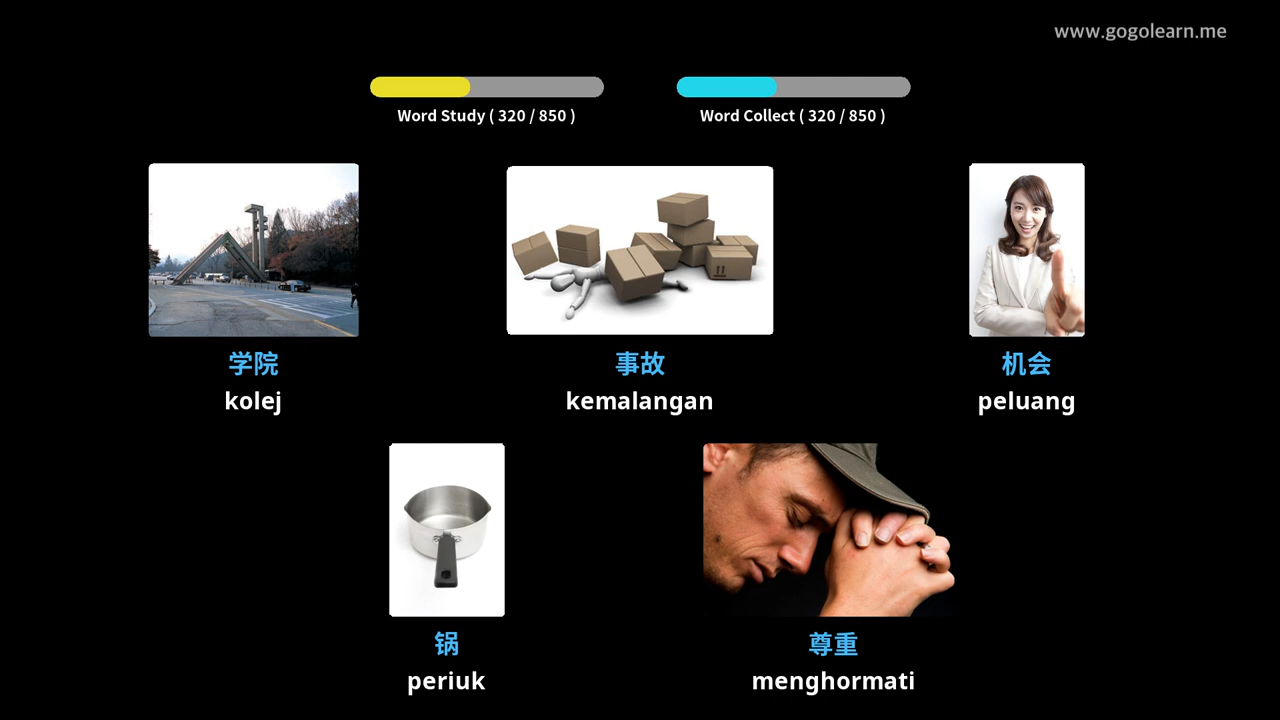 www.gogolearn.me
Word Study ( 320 / 850 )
Word Collect ( 320 / 850 )
学院
kolej
事故
kemalangan
机会
peluang
锅
periuk
尊重
menghormati